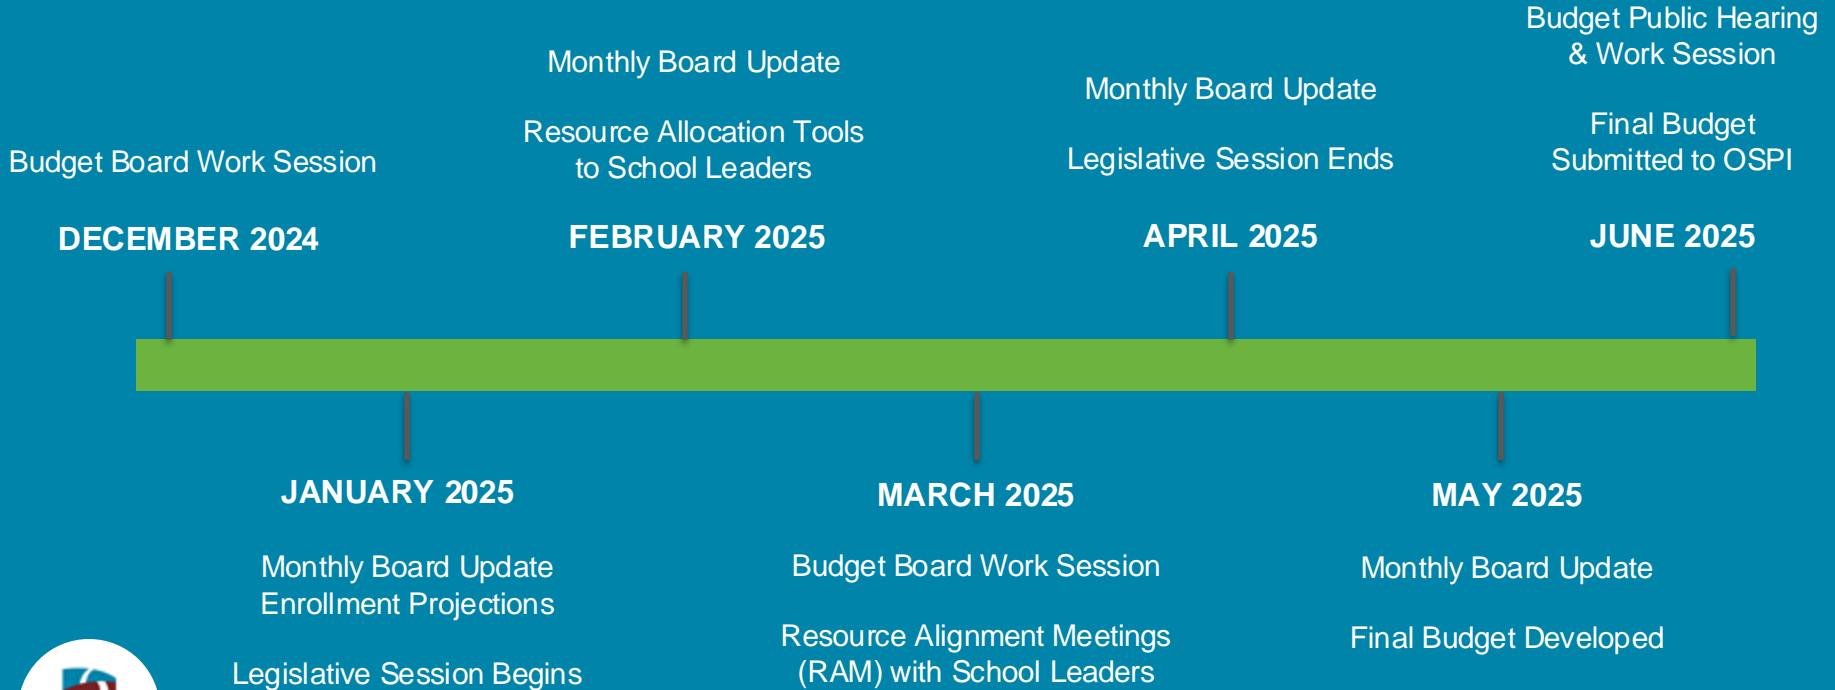 Budget Board Work Session
DECEMBER 2024
Monthly Board Update
Resource Allocation Tools
to School Leaders
FEBRUARY 2025
Monthly Board Update
Legislative Session Ends
APRIL 2025
Budget Public Hearing
& Work Session
Final Budget
Submitted to OSPI
JUNE 2025
JANUARY 2025
Monthly Board Update
Enrollment Projections
Legislative Session Begins
MARCH 2025
Budget Board Work Session
Resource Alignment Meetings
(RAM) with School Leaders
MAY 2025
Monthly Board Update
Final Budget Developed